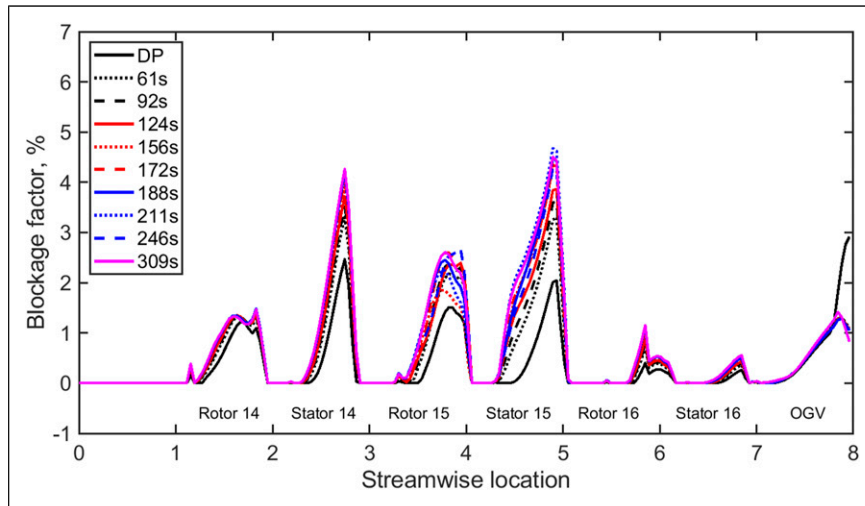 7
6
5
4
3
2
1
0
-1
Blockage factor, %
DP
61s
92s
124s
156s
172s
188s
211s
246s
309s
Rotor 14 Stator 14 Rotor 15 Stator 15 Rotor 16 Stator 16 OGV
0 1 2 3 4 5 6 7 8
Streamwise location